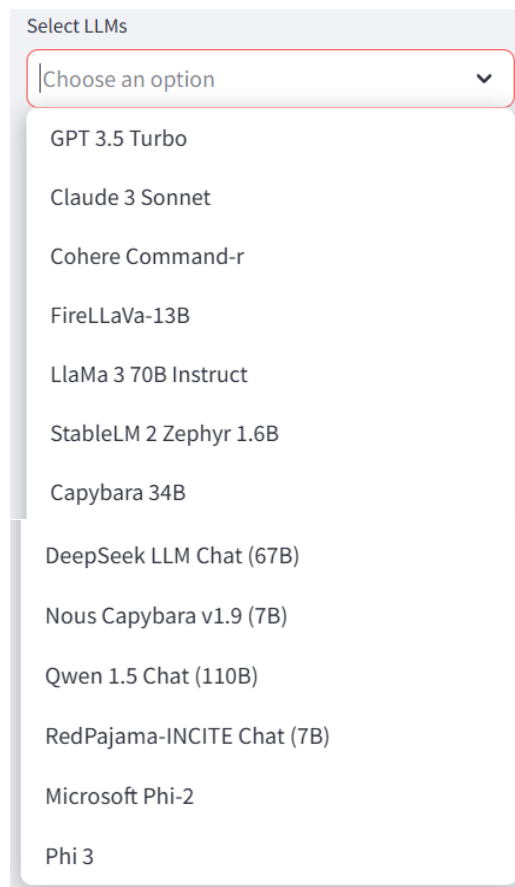 Select LLMs
Choose an option
GPT 3.5 Turbo
Claude 3 Sonnet
Cohere Command-r
FireLLaVa-13B
LlaMa 3 70B Instruct
StableLM 2 Zephyr 1.6B
Capybara 34B
DeepSeek LLM Chat (67B)
Nous Capybara v1.9 (7B)
Qwen 1.5 Chat (110B)
RedPajama-INCITE Chat (7B)
Microsoft Phi-2
Phi 3